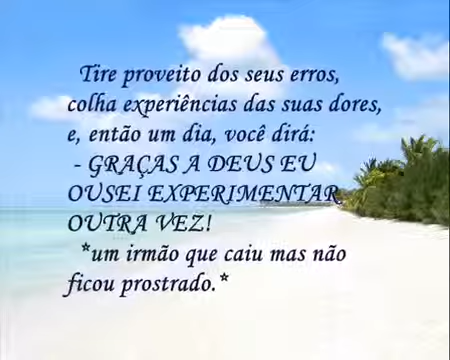 Tire proveito dos seus erros,
colha experiências das suas dores,
e, então um dia, você dirá:
- GRAÇAS A DEUS EU
OUSEI EXPERIMENTAR
OUTRA VEZ!
*um irmão que caiu mas não
ficou prostrado.*